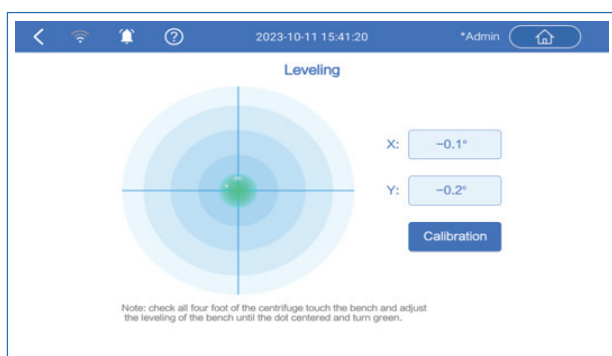 2023-10-11 15:41:20 *Admin
Leveling
X: −0.1°
Y: −0.2°
Calibration
Note: check all four foot of the centrifuge touch the bench and adjust
the leveling of the bench until the dot centered and turn green.